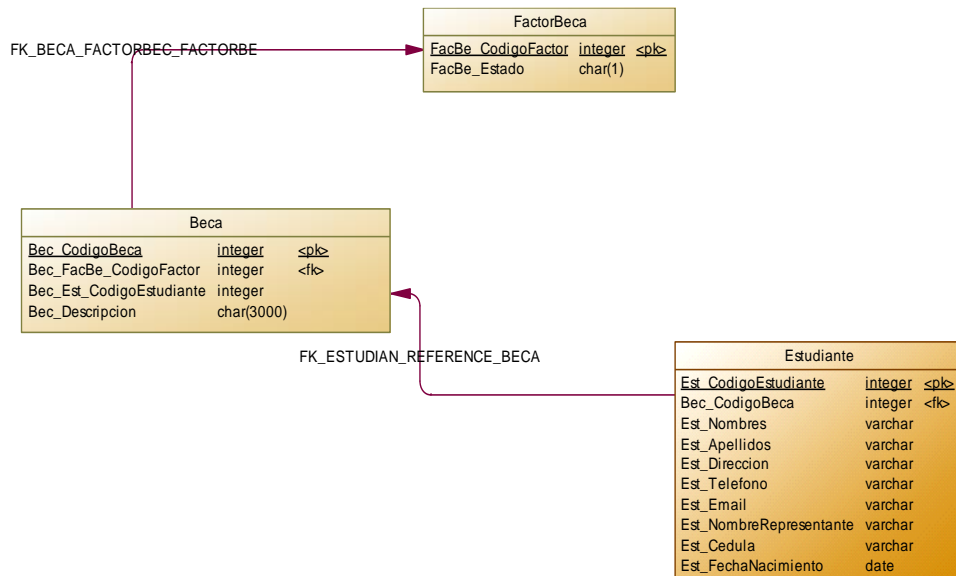 FactorBeca
FacBe_CodigoFactor integer <pk>
FacBe_Estado char(1)
FK_BECA_FACTORBEC_FACTORBE
Beca
Bec_CodigoBeca integer <pk>
Bec_FacBe_CodigoFactor integer <fk>
Bec_Est_CodigoEstudiante integer
Bec_Descripcion char(3000)
FK_ESTUDIAN_REFERENCE_BECA
Estudiante
Est_CodigoEstudiante integer <pk>
Bec_CodigoBeca integer <fk>
Est_Nombres varchar
Est_Apellidos varchar
Est_Direccion varchar
Est_Telefono varchar
Est_Email varchar
Est_NombreRepresentante varchar
Est_Cedula varchar
Est_FechaNacimiento date